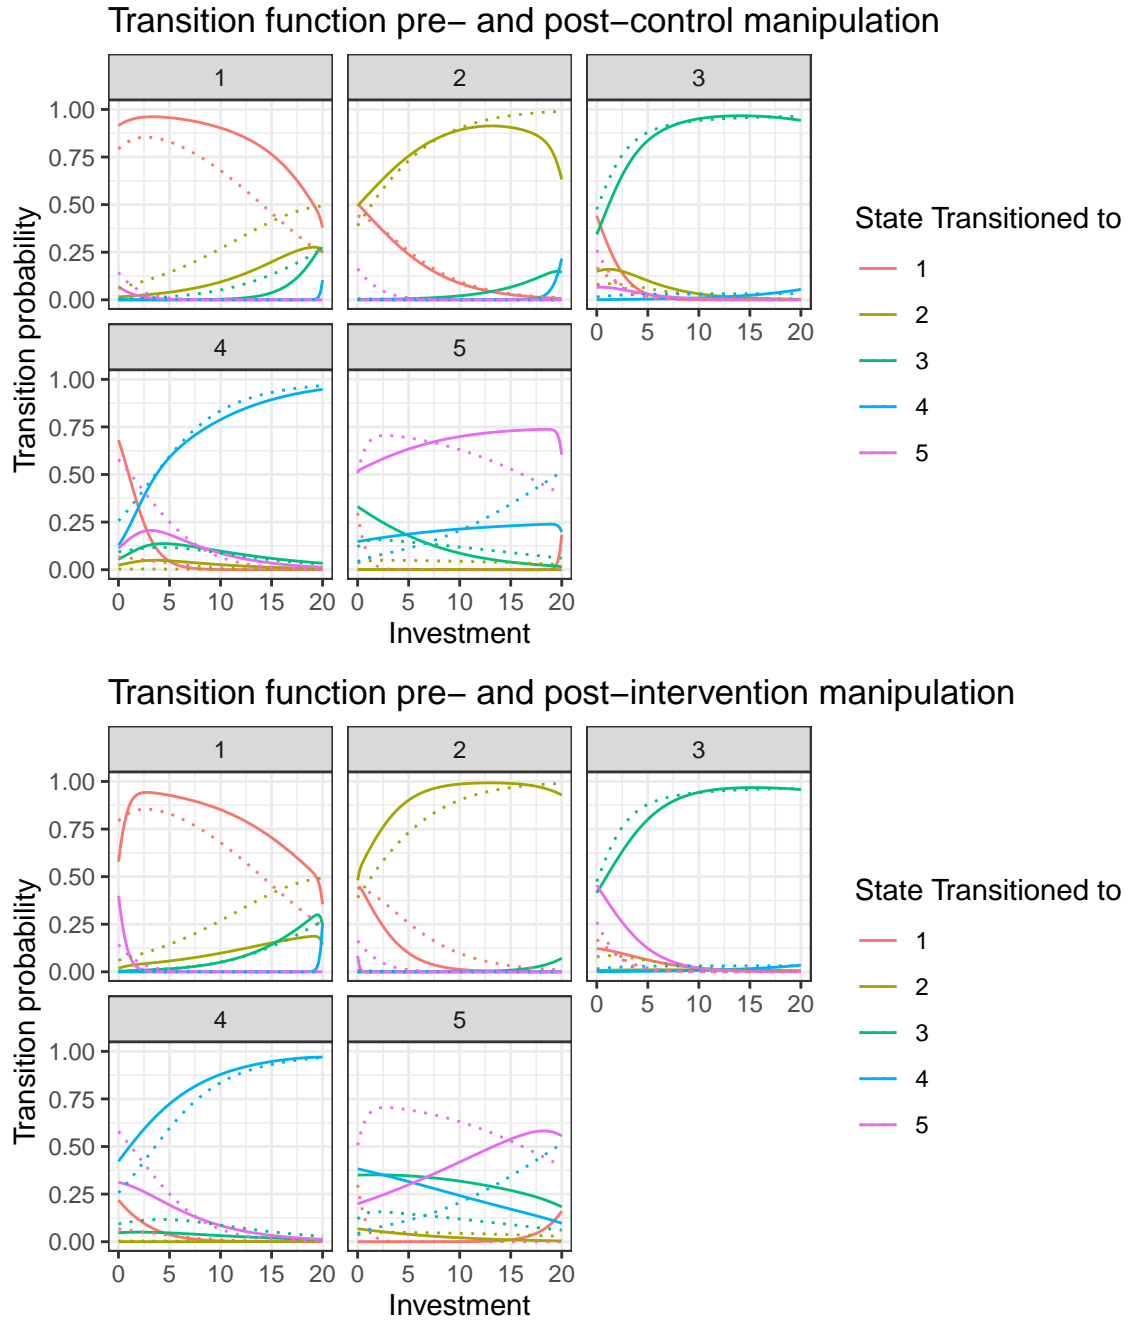 Transition function pre− and post−control manipulation
1 2 3
1.00
0.75
0.50
0.25
0.00
0 5 10 15 20
4 5
1.00
0.75
0.50
0.25
0.00
0 5 10 15 20 0 5 10 15 20
Investment
Transition probability
State Transitioned to
1
2
3
4
5
Transition function pre− and post−intervention manipulation
1 2 3
1.00
0.75
0.50
0.25
0.00
0 5 10 15 20
4 5
1.00
0.75
0.50
0.25
0.00
0 5 10 15 20 0 5 10 15 20
Investment
Transition probability
State Transitioned to
1
2
3
4
5